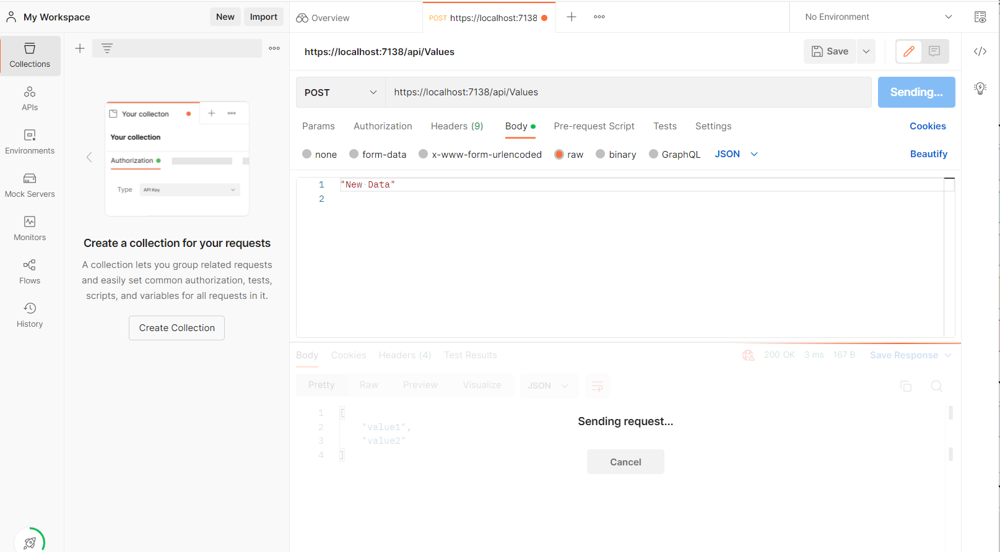 My Workspace
New
Import
Overview
POST https://localhost:7138
No Environment
Collections
APIs
Environments
Mock Servers
Monitors
Flows
History
Your collecton
Your collection
Authorization
Type
API Key
Create a collection for your requests
A collection lets you group related requests
and easily set common authorization, tests,
scripts, and variables for all requests in it.
Create Collection
https://localhost:7138/api/Values
Save
POST
https://localhost:7138/api/Values
Sending...
Params
Authorization
Headers (9)
Body
Pre-request Script
Tests
Settings
Cookies
none
form-data
x-www-form-urlencoded
raw
binary
GraphQL
JSON
Beautify
1 "New Data"
2
Body
Cookies
Headers (4)
Test Results
200 OK
3 ms
167 B
Save Response
Pretty
Raw
Preview
Visualize
JSON
1 [
2 "value1",
3 "value2"
4 ]
Sending request...
Cancel